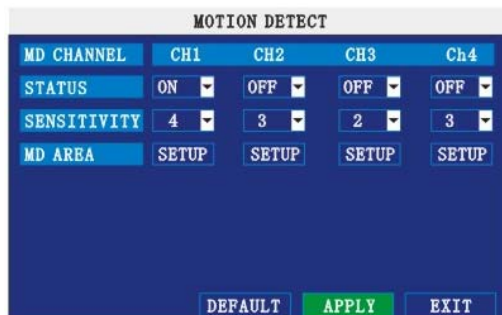 MOTION DETECT
MD CHANNEL CH1 CH2 CH3 Ch4
STATUS ON OFF OFF OFF
SENSITIVITY 4 3 2 3
MD AREA SETUP SETUP SETUP SETUP
DEFAULT APPLY EXIT